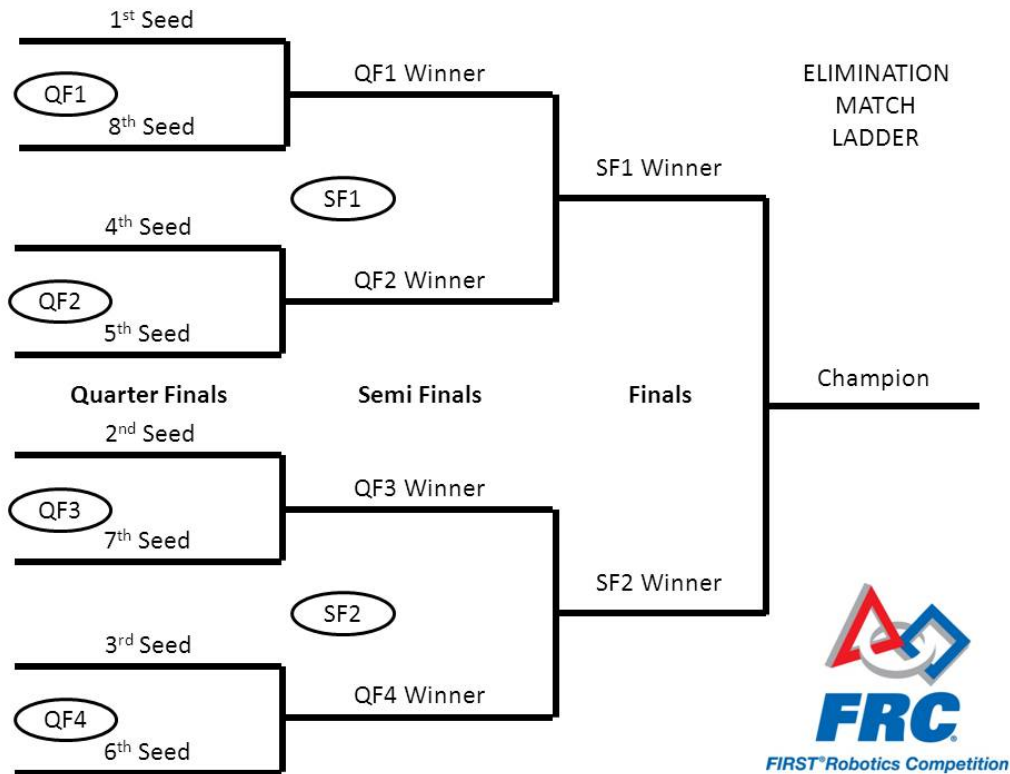 1st Seed
QF1
8th Seed
QF1 Winner
ELIMINATION
MATCH
LADDER
SF1
SF1 Winner
4th Seed
QF2
5th Seed
QF2 Winner
Quarter Finals
Semi Finals
Finals
Champion
2nd Seed
QF3
7th Seed
QF3 Winner
SF2
SF2 Winner
3rd Seed
QF4
6th Seed
QF4 Winner
FRC®
FIRST® Robotics Competition